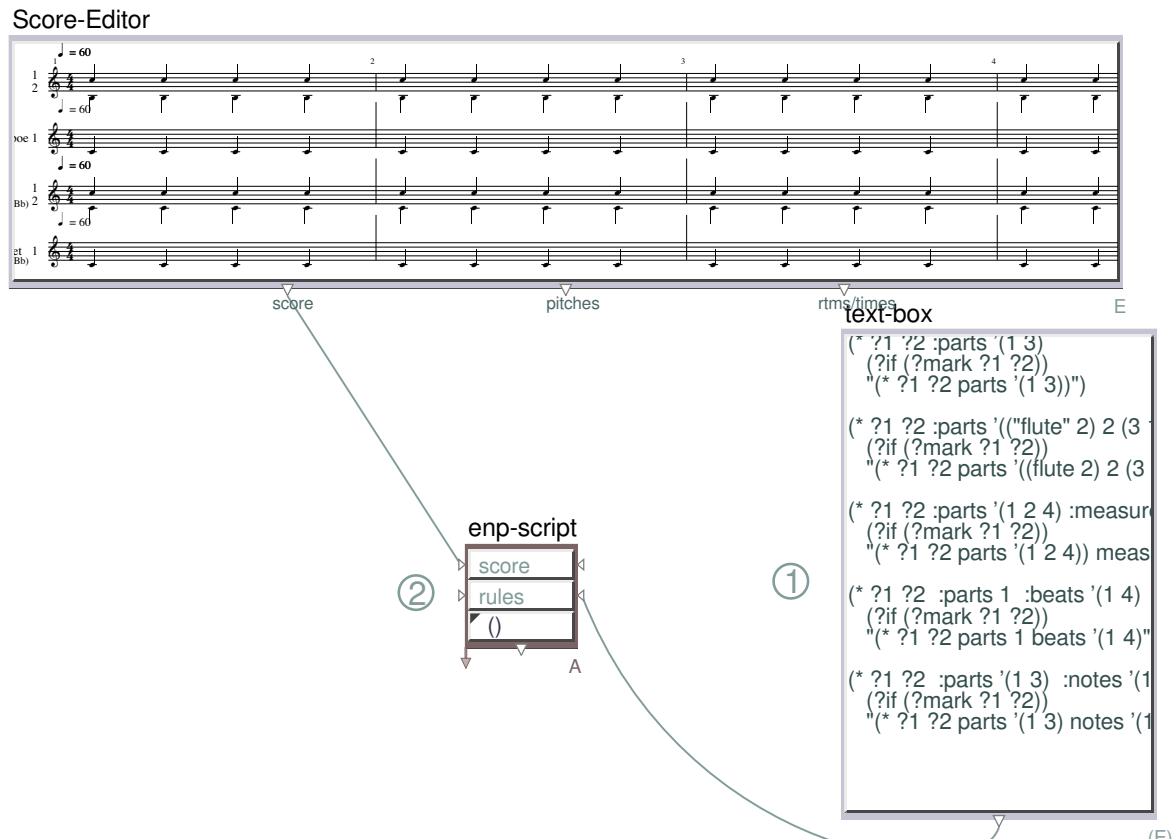 Score-Editor
♩ = 60
1 2 3 4
1
2
♩ = 60
oe 1
♩ = 60
1
Bb) 2
♩ = 60
et 1
Bb)
score pitches rtms/times E
text-box
(* ?1 ?2 :parts '(1 3)
(?if (?mark ?1 ?2))
"(* ?1 ?2 parts '(1 3))")
(* ?1 ?2 :parts '(("flute" 2) 2 (3
(?if (?mark ?1 ?2))
"(* ?1 ?2 parts '((flute 2) 2 (3
(* ?1 ?2 :parts '(1 2 4) :measur
(?if (?mark ?1 ?2))
"(* ?1 ?2 parts '(1 2 4)) meas
(* ?1 ?2 :parts 1 :beats '(1 4)
(?if (?mark ?1 ?2))
"(* ?1 ?2 parts 1 beats '(1 4)"
(* ?1 ?2 :parts '(1 3) :notes '(1
(?if (?mark ?1 ?2))
"(* ?1 ?2 parts '(1 3) notes '(1
(E)
1
enp-script
score
rules
()
A
2